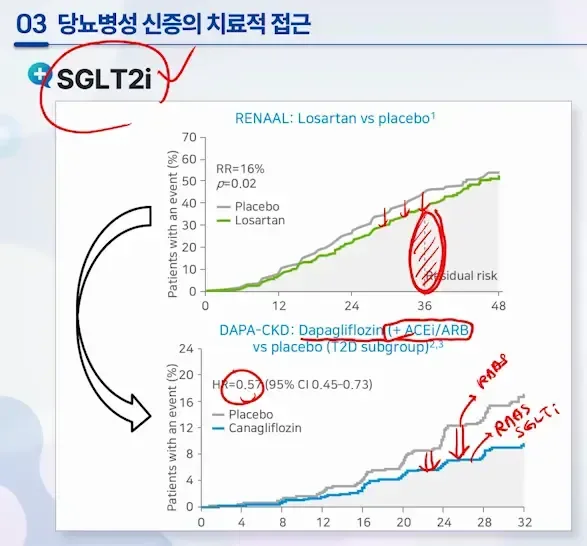 03 당뇨병성 신증의 치료적 접근
SGLT2i
RENAAL: Losartan vs placebo¹
Patients with an event (%)
70
60
50
40
30
20
10
0
RR=16%
p=0.02
Placebo
Losartan
Residual risk
0 12 24 36 48
DAPA-CKD: Dapagliflozin (+ ACEi/ARB)
vs placebo (T2D subgroup)²,³
Patients with an event (%)
24
20
16
12
8
4
0
HR=0.57 (95% CI 0.45-0.73)
Placebo
Canagliflozin
RAAS
RAAS
SGLTi
0 4 8 12 16 20 24 28 32